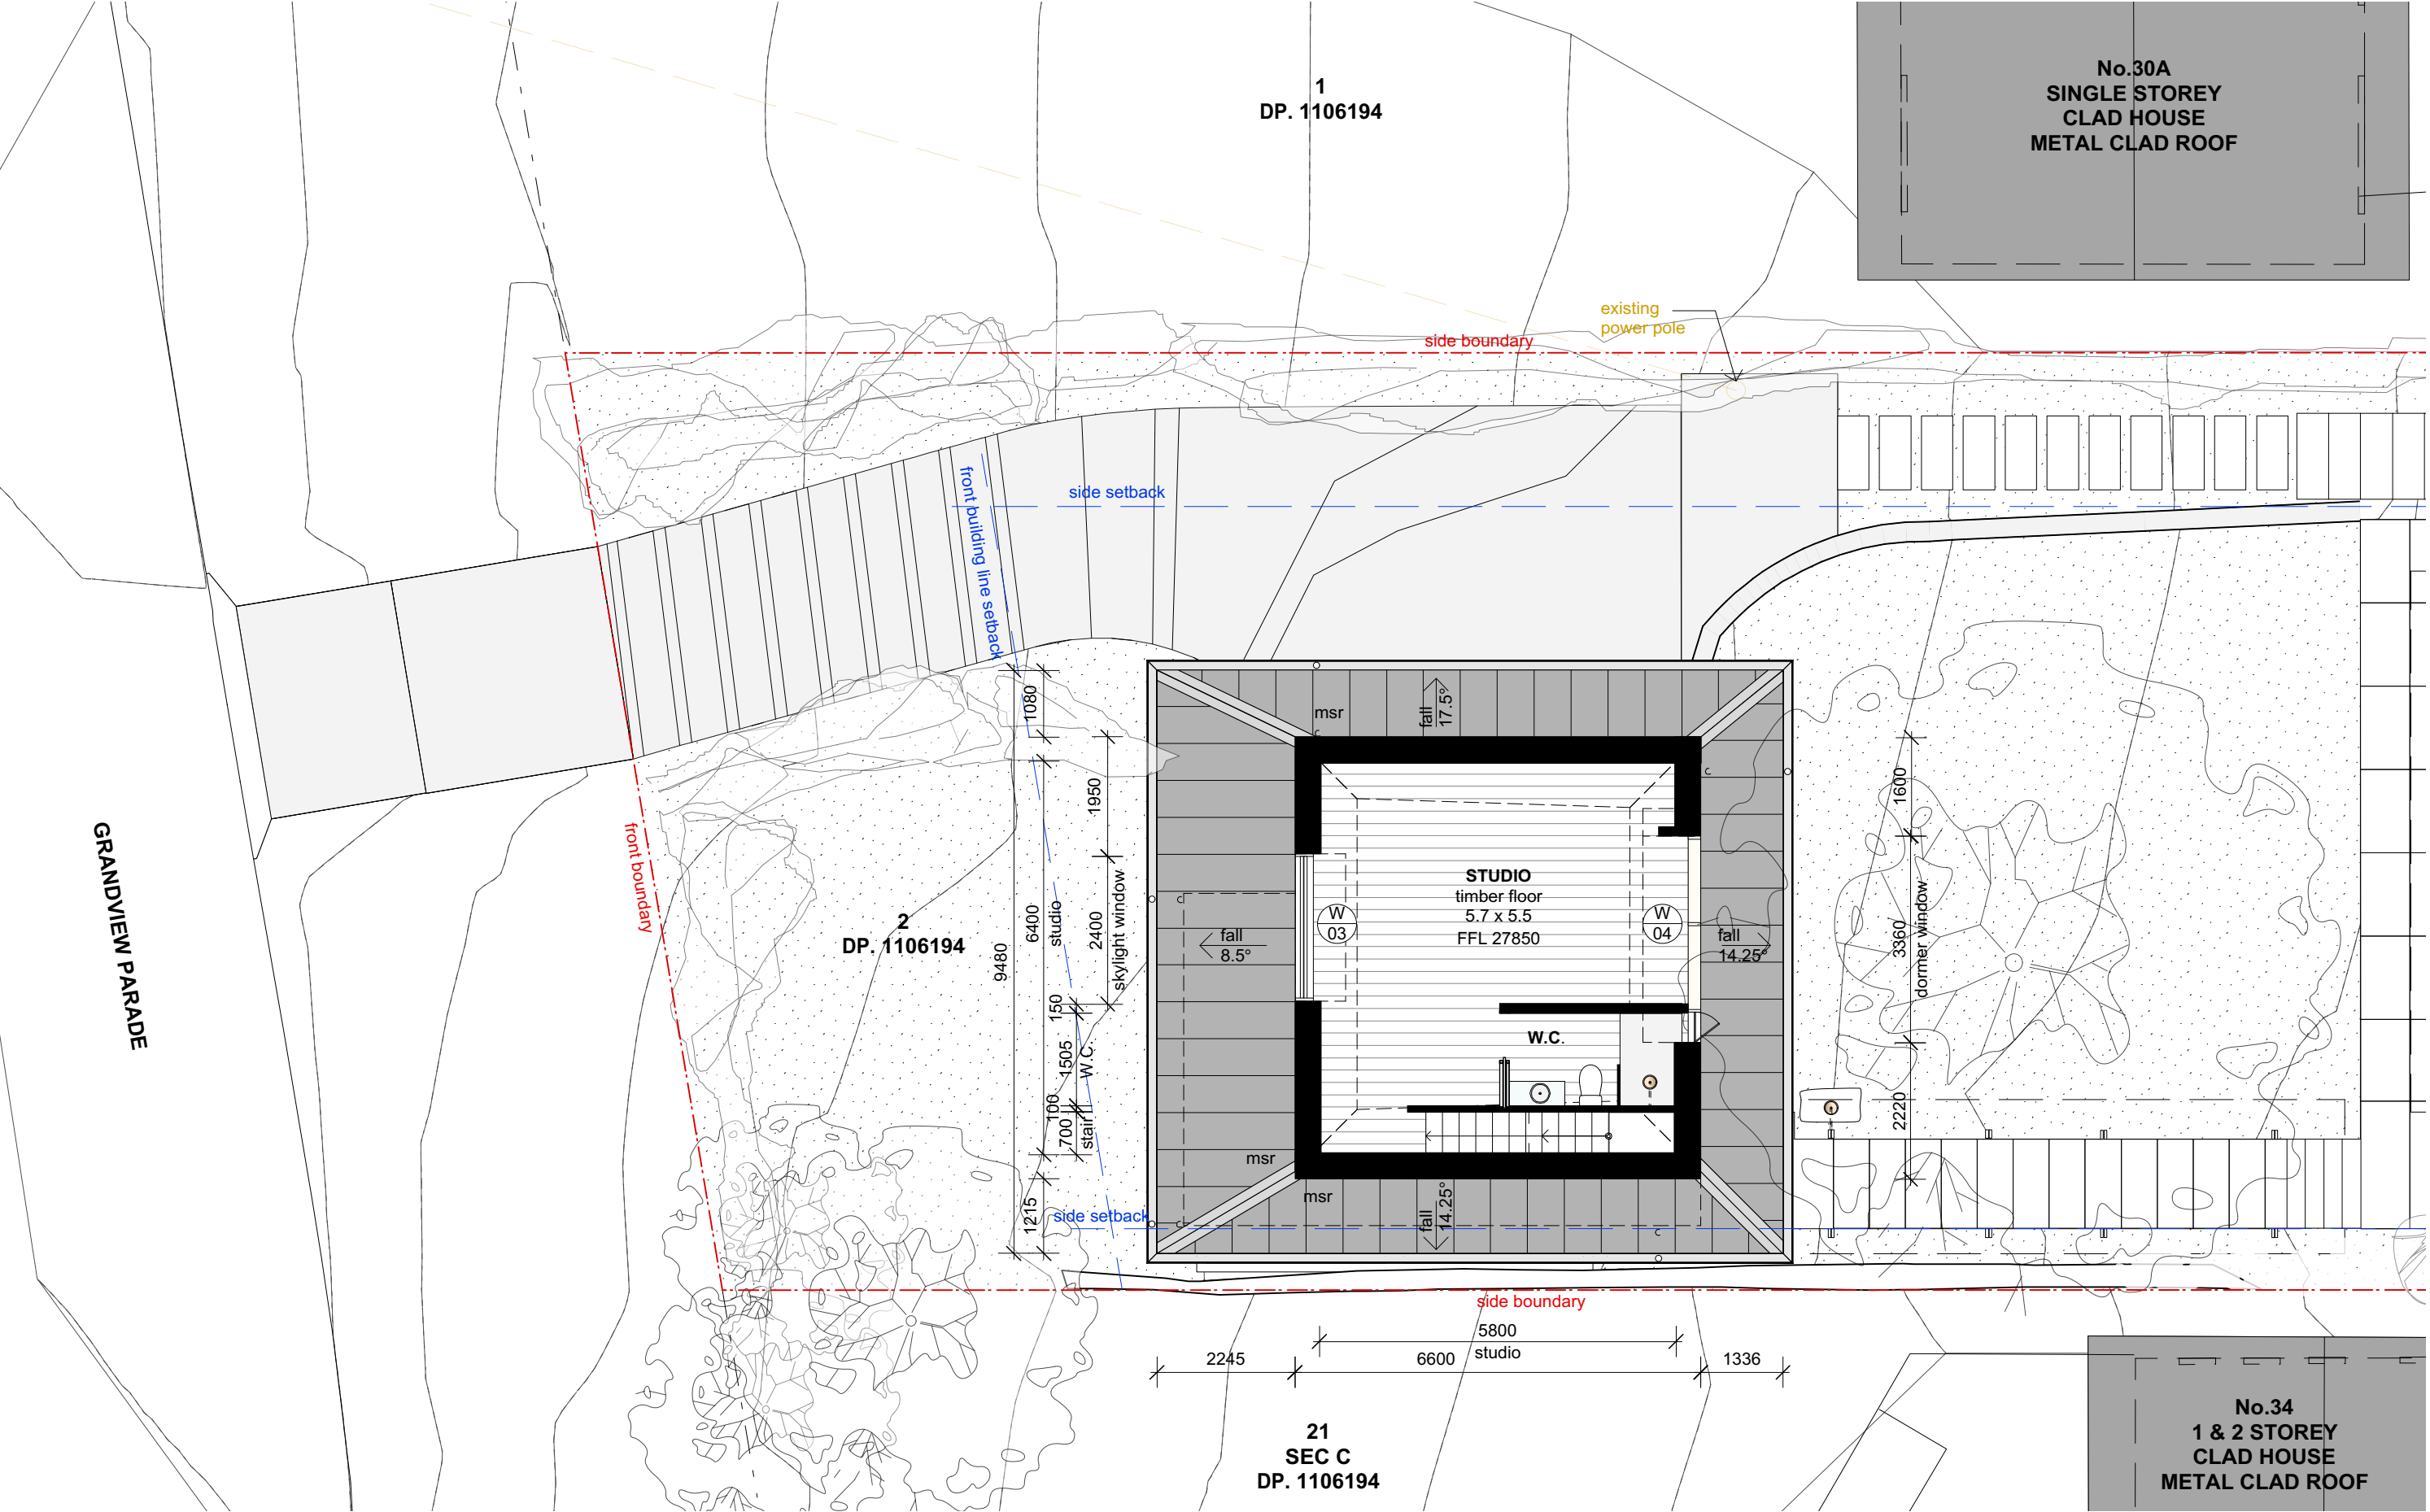 1
DP. 1106194
No.30A
SINGLE STOREY
CLAD HOUSE
METAL CLAD ROOF
existing
power pole
side boundary
side setback
front building line setback
GRANDVIEW PARADE
front boundary
2
DP. 1106194
1080
9480
6400
studio
1950
2400
skylight window
150
1505
W.C.
100
700
stair
1215
side setback
msr
fall
17.5°
STUDIO
timber floor
5.7 x 5.5
FFL 27850
W
03
W
04
fall
8.5°
fall
14.25°
W.C.
msr
msr
fall
14.25°
c
c
c
c
c
c
1600
3360
dormer window
2220
side boundary
5800
studio
2245
6600
1336
21
SEC C
DP. 1106194
No.34
1 & 2 STOREY
CLAD HOUSE
METAL CLAD ROOF